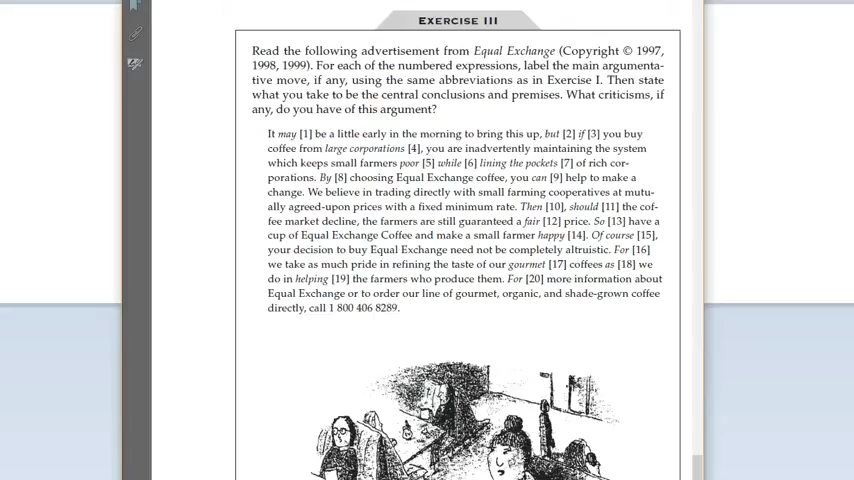 EXERCISE III
Read the following advertisement from Equal Exchange (Copyright © 1997,
1998, 1999). For each of the numbered expressions, label the main argumenta-
tive move, if any, using the same abbreviations as in Exercise I. Then state
what you take to be the central conclusions and premises. What criticisms, if
any, do you have of this argument?
It may [1] be a little early in the morning to bring this up, but [2] if [3] you buy
coffee from large corporations [4], you are inadvertently maintaining the system
which keeps small farmers poor [5] while [6] lining the pockets [7] of rich cor-
porations. By [8] choosing Equal Exchange coffee, you can [9] help to make a
change. We believe in trading directly with small farming cooperatives at mutu-
ally agreed-upon prices with a fixed minimum rate. Then [10], should [11] the cof-
fee market decline, the farmers are still guaranteed a fair [12] price. So [13] have a
cup of Equal Exchange Coffee and make a small farmer happy [14]. Of course [15],
your decision to buy Equal Exchange need not be completely altruistic. For [16]
we take as much pride in refining the taste of our gourmet [17] coffees as [18] we
do in helping [19] the farmers who produce them. For [20] more information about
Equal Exchange or to order our line of gourmet, organic, and shade-grown coffee
directly, call 1 800 406 8289.